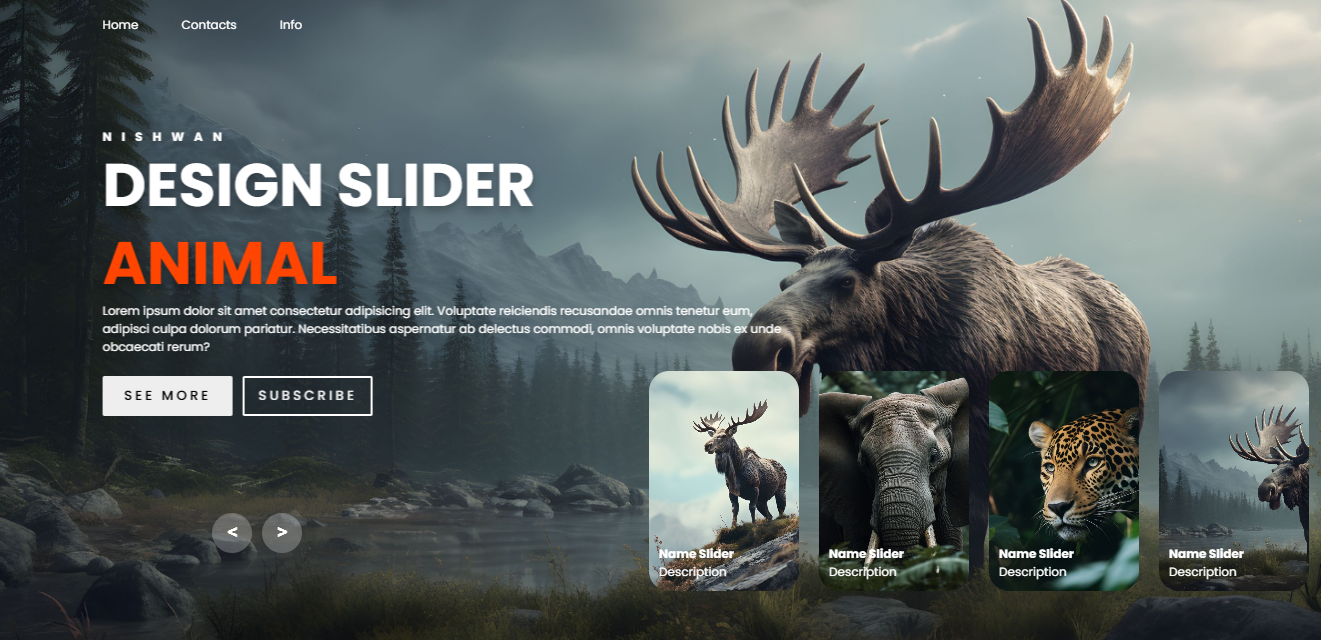 Home Contacts Info
NISHWAN
DESIGN SLIDER
ANIMAL
Lorem ipsum dolor sit amet consectetur adipisicing elit. Voluptate reiciendis recusandae omnis tenetur eum,
adipisci culpa dolorum pariatur. Necessitatibus aspernatur ab delectus commodi, omnis voluptate nobis ex unde
obcaecati rerum?
SEE MORE SUBSCRIBE
< >
Name Slider
Description
Name Slider
Description
Name Slider
Description
Name Slider
Description